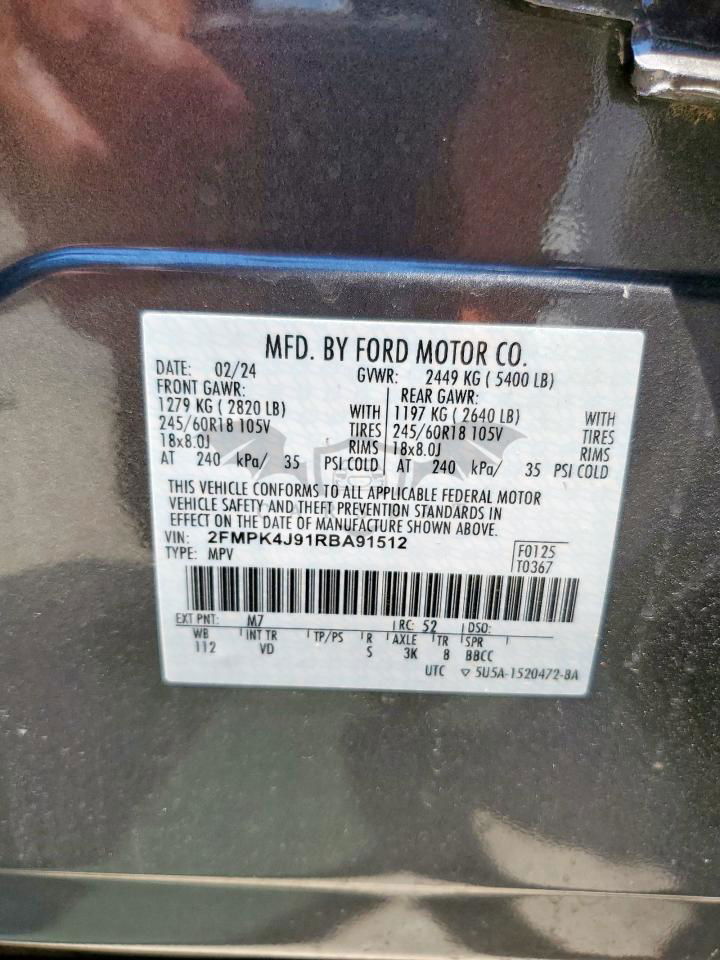 MFD. BY FORD MOTOR CO.
DATE: 02/24 GVWR: 2449 KG ( 5400 LB)
FRONT GAWR: REAR GAWR:
1279 KG ( 2820 LB) WITH 1197 KG ( 2640 LB) WITH
245/60R18 105V TIRES 245/60R18 105V TIRES
18x8.0J RIMS 18x8.0J RIMS
AT 240 kPa/ 35 PSI COLD AT 240 kPa/ 35 PSI COLD
THIS VEHICLE CONFORMS TO ALL APPLICABLE FEDERAL MOTOR
VEHICLE SAFETY AND THEFT PREVENTION STANDARDS IN
EFFECT ON THE DATE OF MANUFACTURE SHOWN ABOVE.
VIN: 2FMPK4J91RBA91512
TYPE: MPV F0125
T0367
EXT PNT: M7 RC: 52 DSO:
WB INT TR TP/PS R AXLE TR SPR
112 VD S 3K 8 BBCC
UTC ▽ 5U5A-1520472-BA